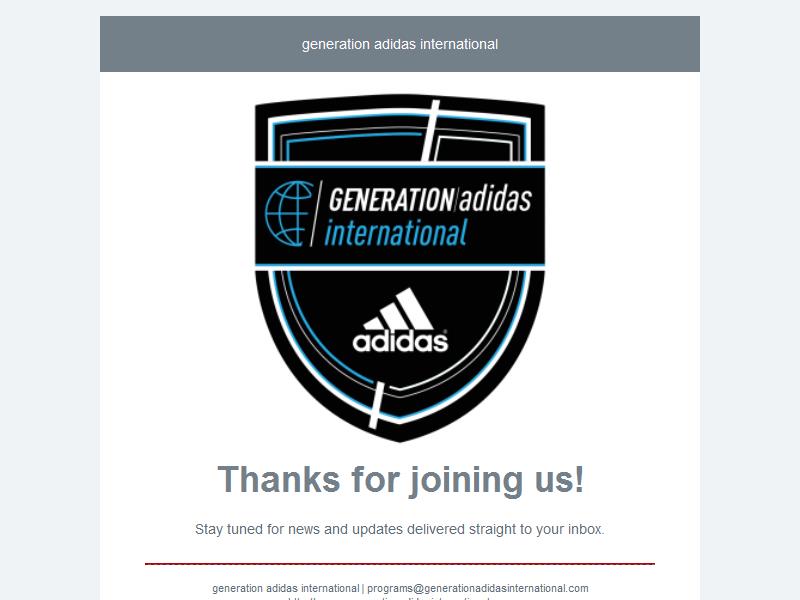 generation adidas international
GENERATION/adidas
international
adidas
Thanks for joining us!
Stay tuned for news and updates delivered straight to your inbox.
generation adidas international | programs@generationadidasinternational.com